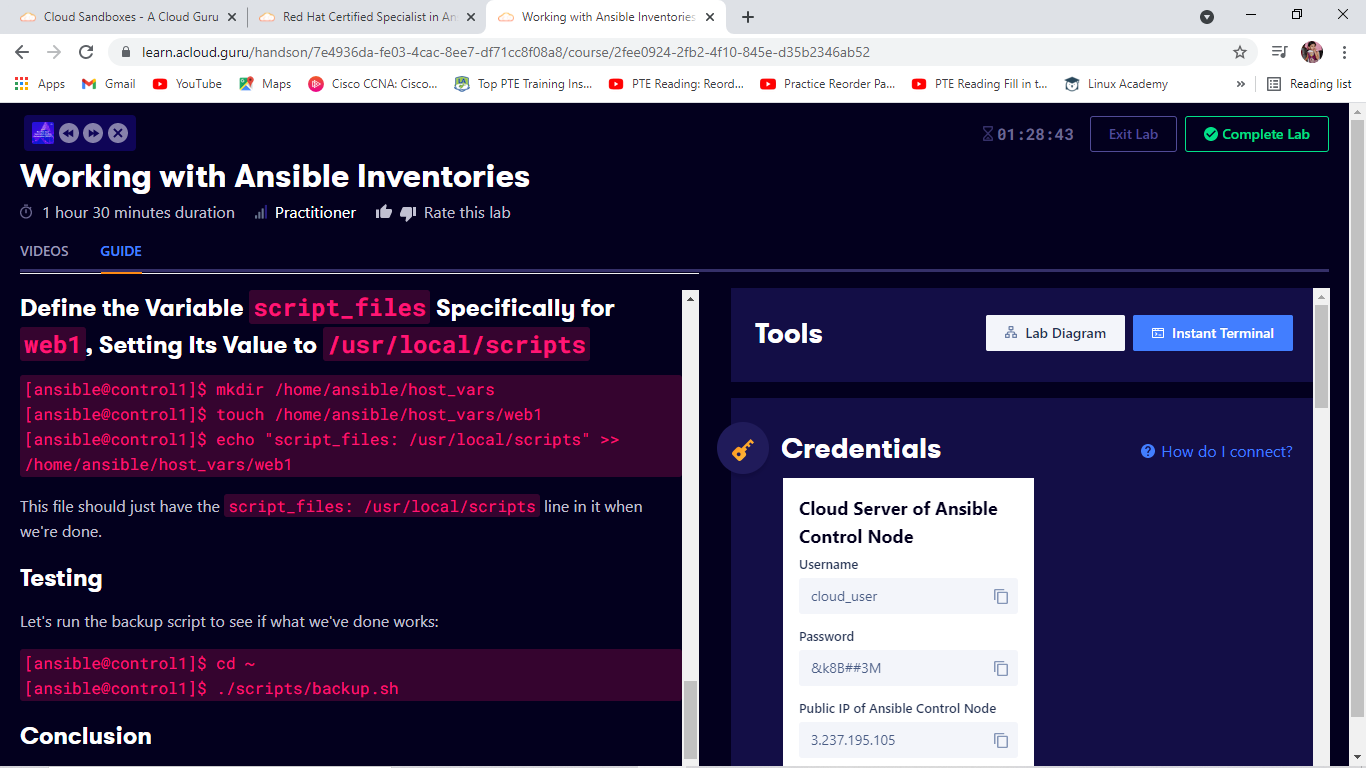 Cloud Sandboxes - A Cloud Guru
Red Hat Certified Specialist in An
Working with Ansible Inventories
learn.acloud.guru/handson/7e4936da-fe03-4cac-8ee7-df71cc8f08a8/course/2fee0924-2fb2-4f10-845e-d35b2346ab52
Apps Gmail YouTube Maps Cisco CCNA: Cisco... Top PTE Training Ins... PTE Reading: Reord... Practice Reorder Pa... PTE Reading Fill in t... Linux Academy » Reading list
01:28:43 Exit Lab Complete Lab
Working with Ansible Inventories
1 hour 30 minutes duration Practitioner Rate this lab
VIDEOS GUIDE
Define the Variable script_files Specifically for
web1, Setting Its Value to /usr/local/scripts
[ansible@control1]$ mkdir /home/ansible/host_vars
[ansible@control1]$ touch /home/ansible/host_vars/web1
[ansible@control1]$ echo "script_files: /usr/local/scripts" >>
/home/ansible/host_vars/web1
This file should just have the script_files: /usr/local/scripts line in it when
we're done.
Testing
Let's run the backup script to see if what we've done works:
[ansible@control1]$ cd ~
[ansible@control1]$ ./scripts/backup.sh
Conclusion
Tools
Lab Diagram
Instant Terminal
Credentials
How do I connect?
Cloud Server of Ansible
Control Node
Username
cloud_user
Password
&k8B##3M
Public IP of Ansible Control Node
3.237.195.105